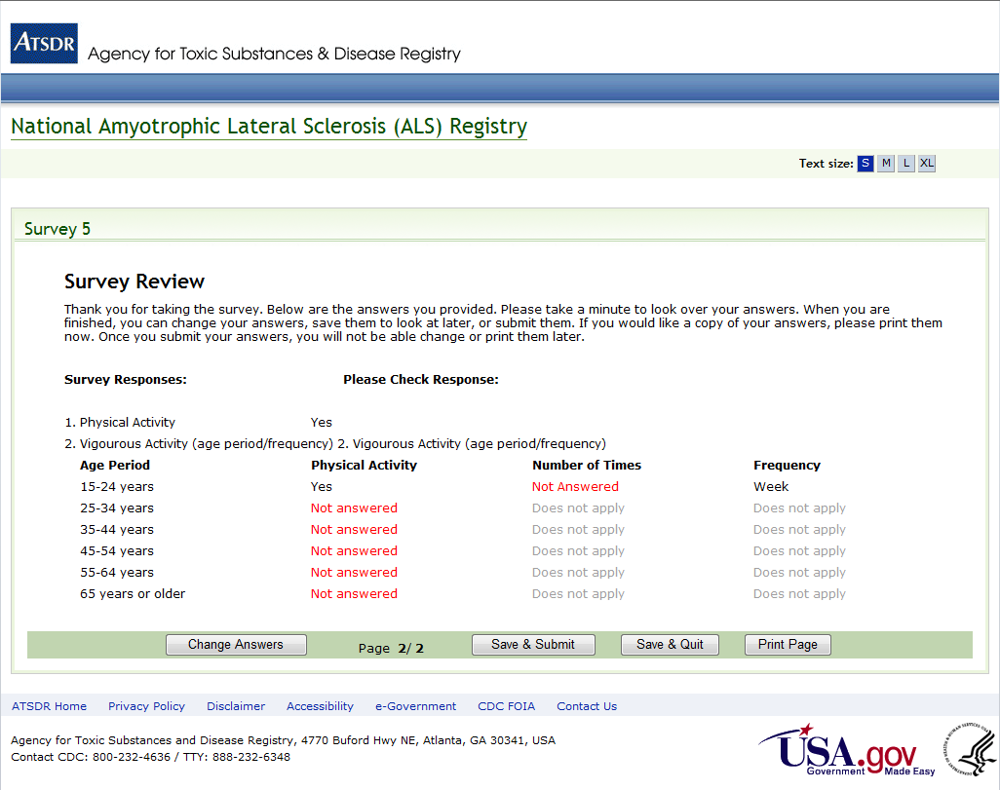 ATSDR
Agency for Toxic Substances & Disease Registry
National Amyotrophic Lateral Sclerosis (ALS) Registry
Text size: S M L XL
Survey 5
Survey Review
Thank you for taking the survey. Below are the answers you provided. Please take a minute to look over your answers. When you are
finished, you can change your answers, save them to look at later, or submit them. If you would like a copy of your answers, please print them
now. Once you submit your answers, you will not be able change or print them later.
Survey Responses: Please Check Response:
1. Physical Activity Yes
2. Vigourous Activity (age period/frequency) 2. Vigourous Activity (age period/frequency)
Age Period Physical Activity Number of Times Frequency
15-24 years Yes Not Answered Week
25-34 years Not answered Does not apply Does not apply
35-44 years Not answered Does not apply Does not apply
45-54 years Not answered Does not apply Does not apply
55-64 years Not answered Does not apply Does not apply
65 years or older Not answered Does not apply Does not apply
Change Answers Page 2/ 2 Save & Submit Save & Quit Print Page
ATSDR Home Privacy Policy Disclaimer Accessibility e-Government CDC FOIA Contact Us
Agency for Toxic Substances and Disease Registry, 4770 Buford Hwy NE, Atlanta, GA 30341, USA
Contact CDC: 800-232-4636 / TTY: 888-232-6348
USA.gov
Government Made Easy